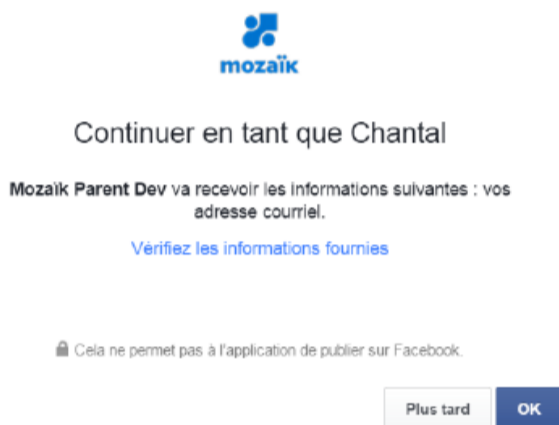 mozaïk
Continuer en tant que Chantal
Mozaïk Parent Dev va recevoir les informations suivantes : vos
adresse courriel.
Vérifiez les informations fournies
Cela ne permet pas à l'application de publier sur Facebook.
Plus tard
OK